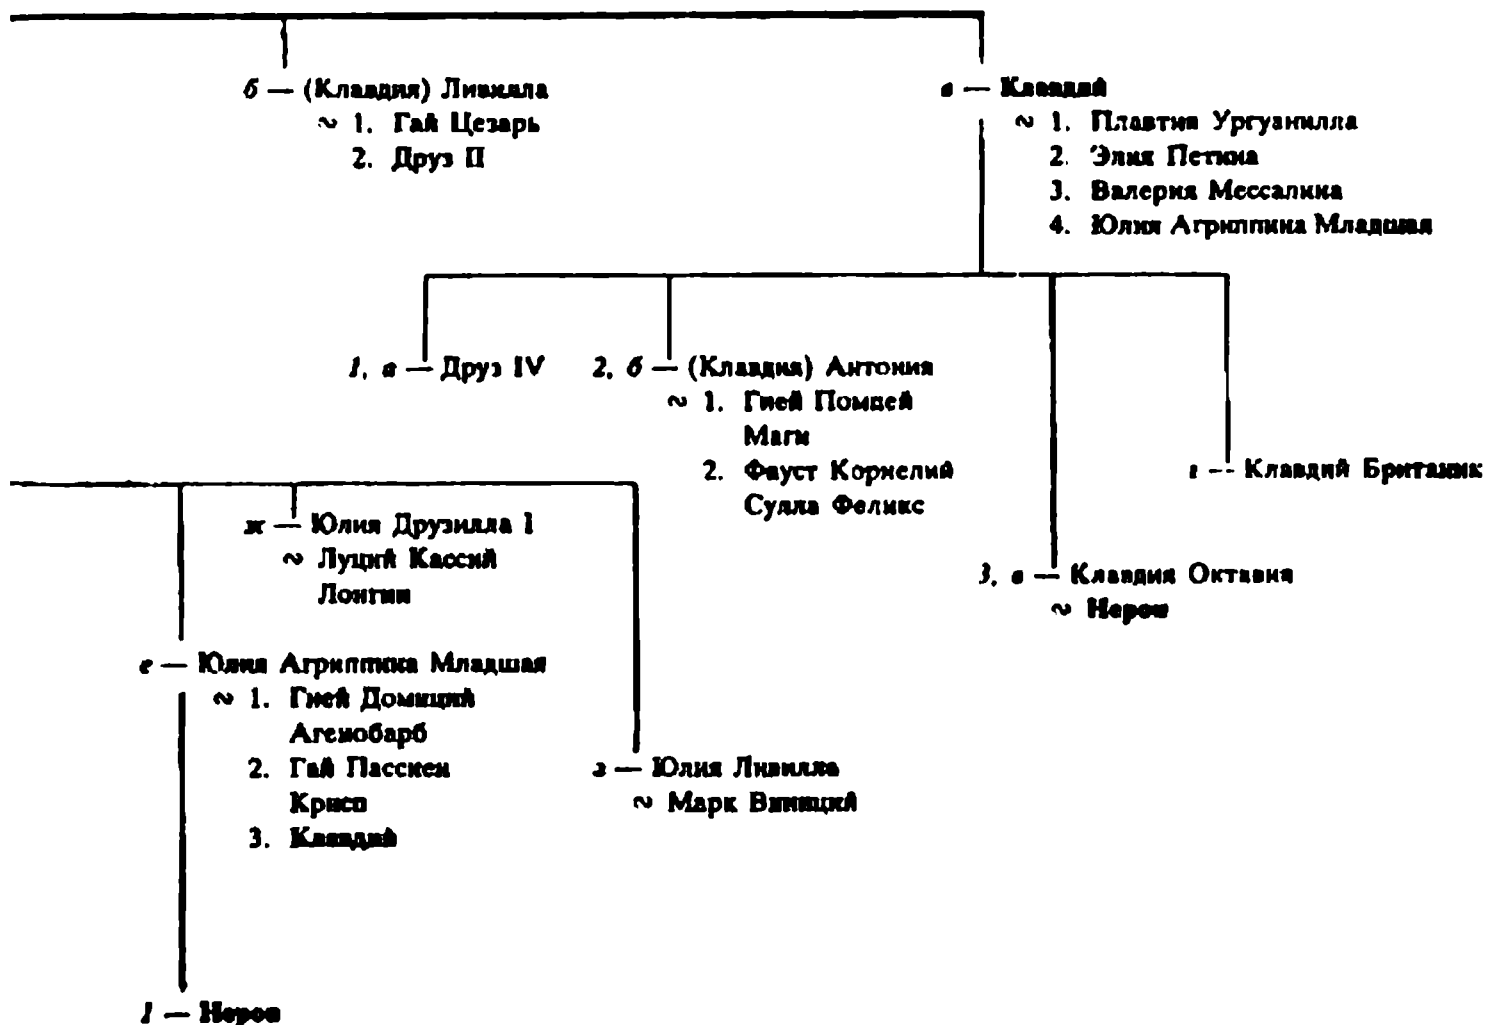 б — (Клавдия) Ливилла
~ 1. Гай Цезарь
2. Друз II
в — Клавдий
~ 1. Плавтия Ургуанилла
2. Элия Петина
3. Валерия Мессалина
4. Юлия Агриппина Младшая
1, а — Друз IV
2, б — (Клавдия) Антония
~ 1. Гней Помпей
Магн
2. Фауст Корнелий
Сулла Феликс
г — Клавдий Британик
3, в — Клавдия Октавия
~ Нерон
ж — Юлия Друзилла I
~ Луций Кассий
Лонгин
е — Юлия Агриппина Младшая
~ 1. Гней Домиций
Агенобарб
2. Гай Пассиен
Крисп
3. Клавдий
з — Юлия Ливилла
~ Марк Виниций
1 — Нерон